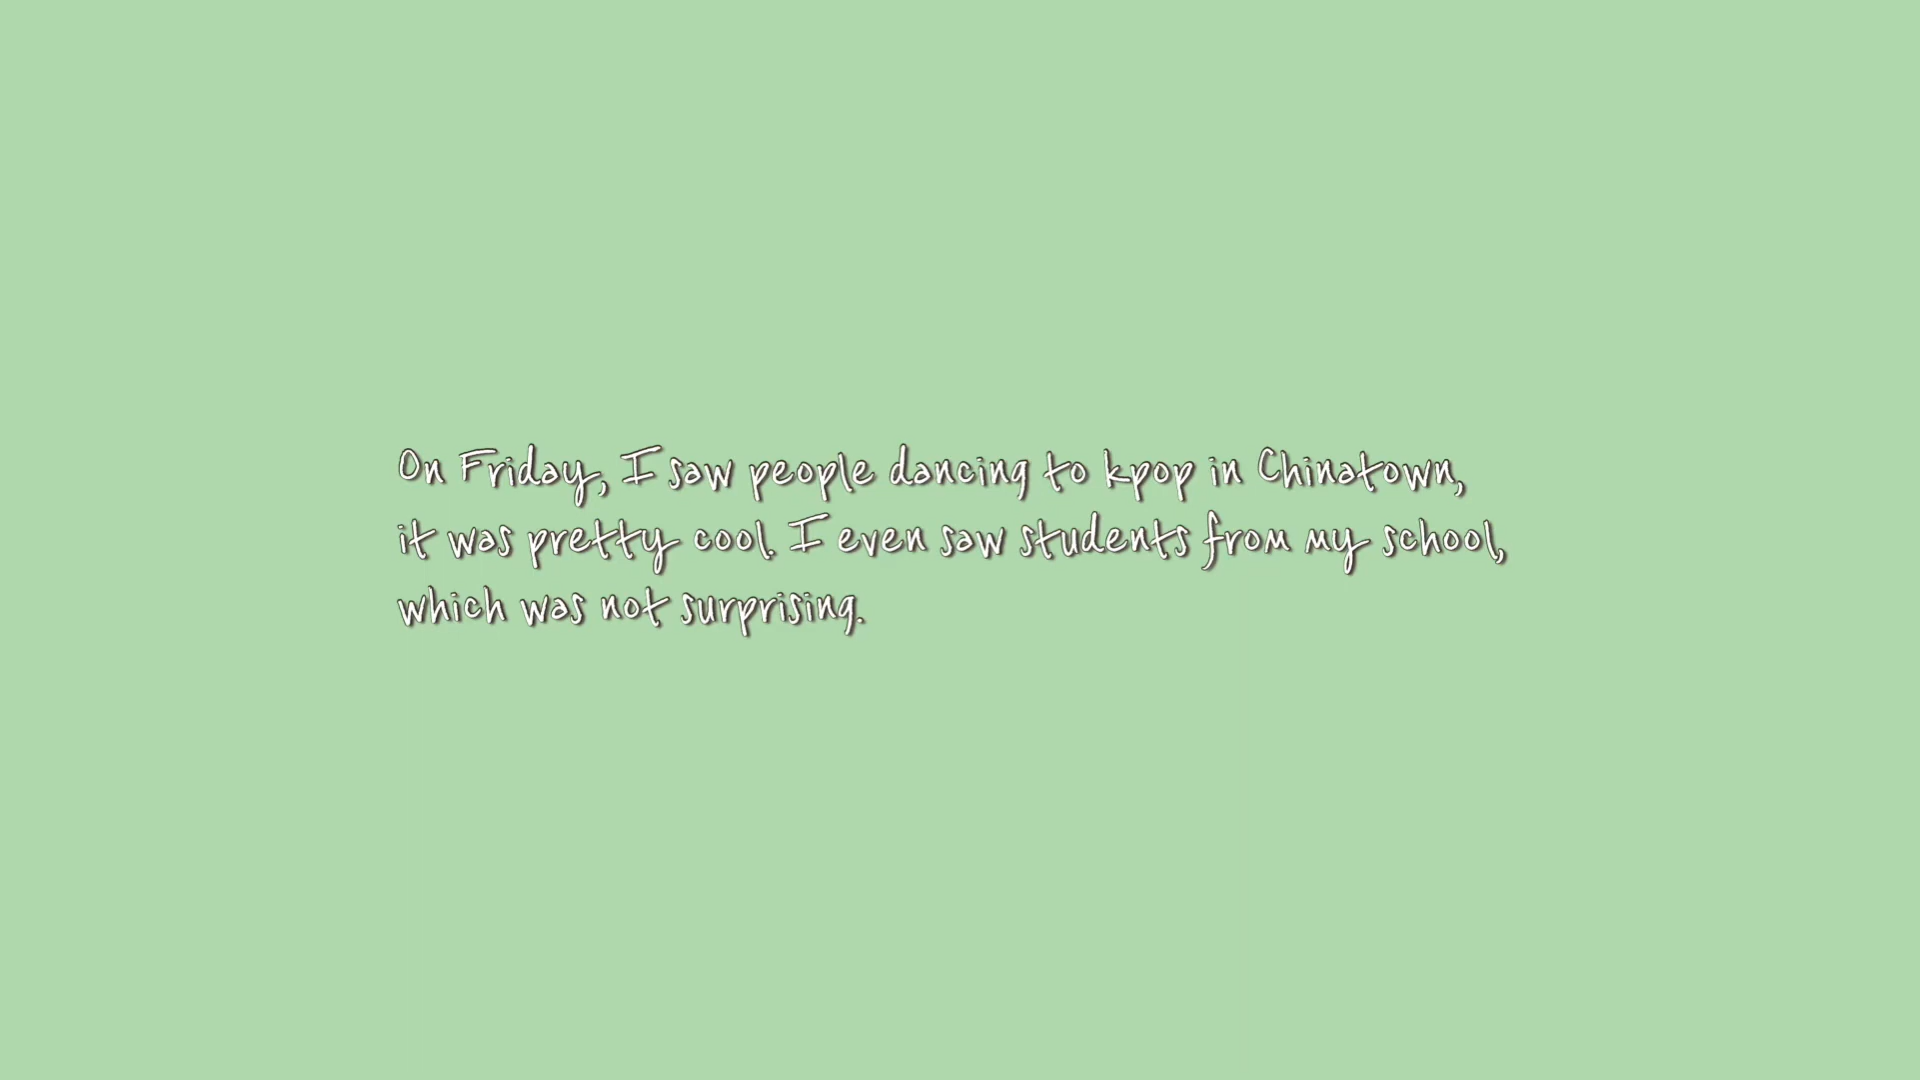 On Friday, I saw people dancing to kpop in Chinatown,
it was pretty cool. I even saw students from my school,
which was not surprising.